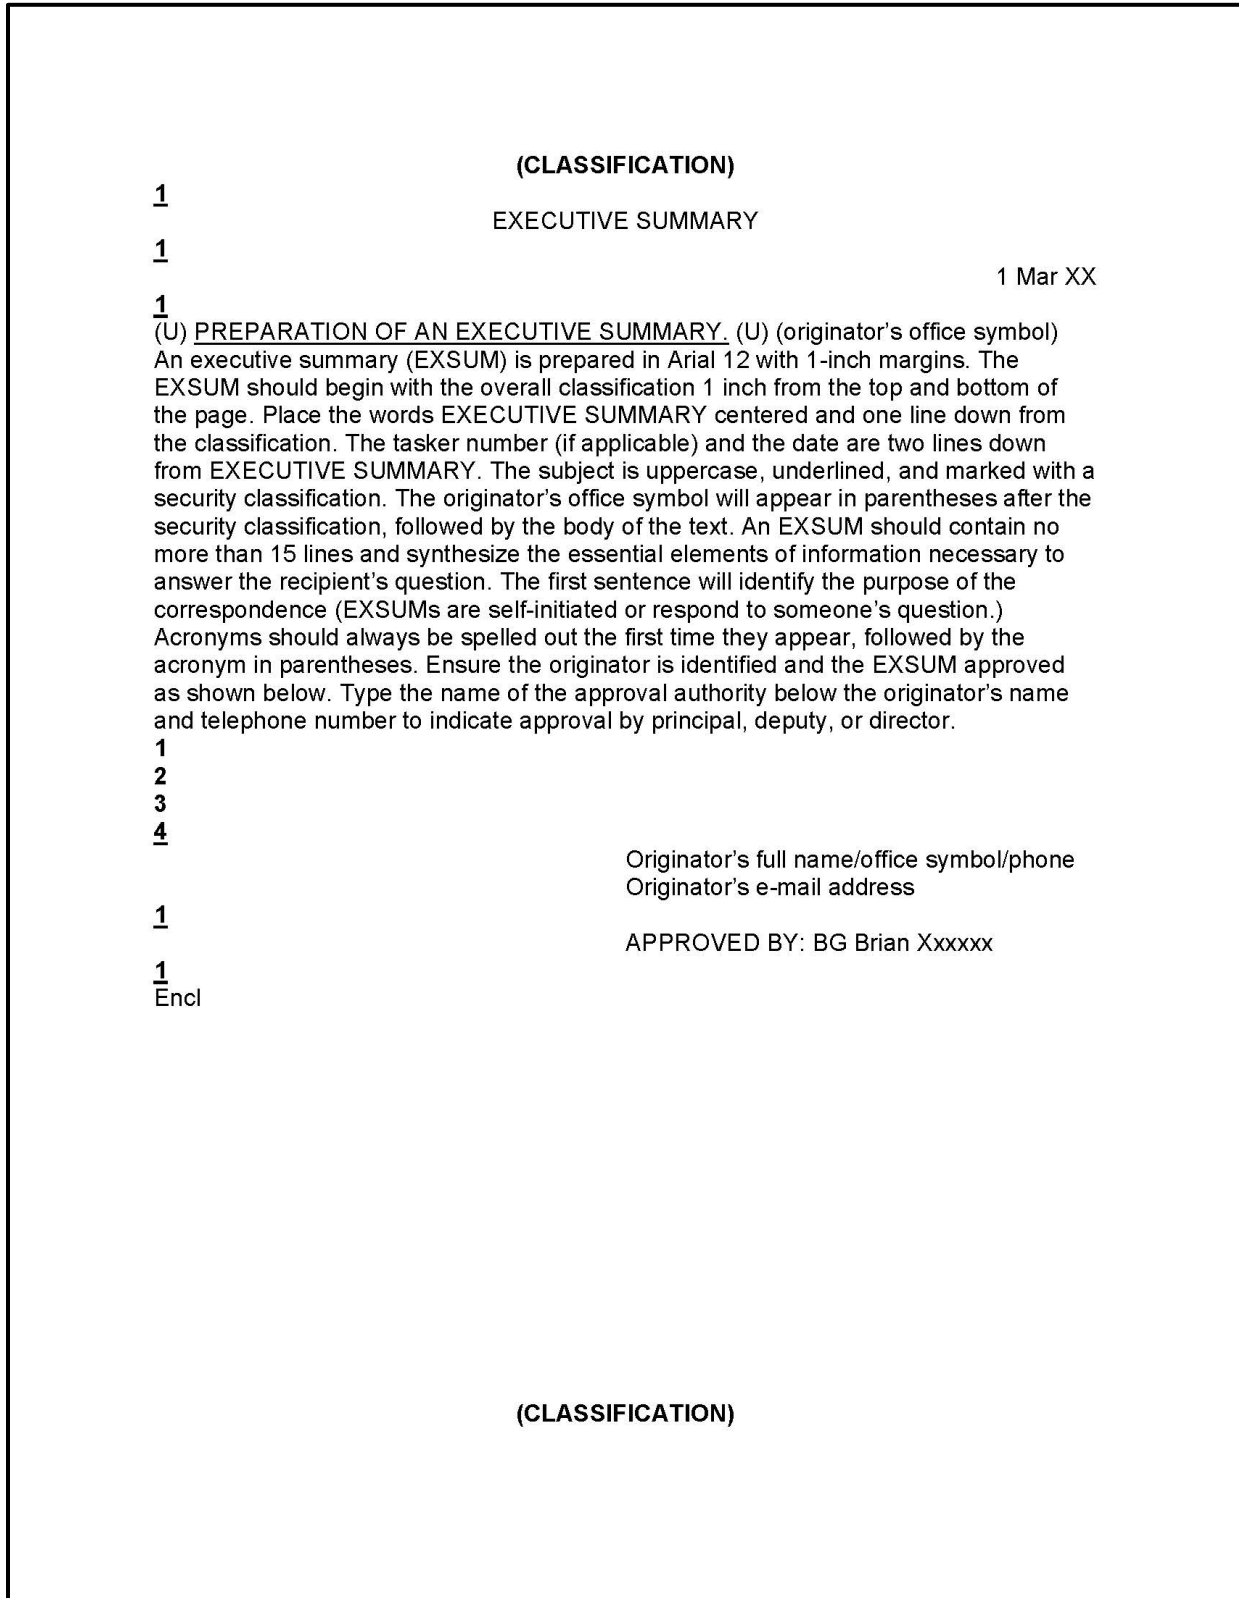 (CLASSIFICATION)
1
EXECUTIVE SUMMARY
1
1 Mar XX
1
(U) PREPARATION OF AN EXECUTIVE SUMMARY. (U) (originator's office symbol)
An executive summary (EXSUM) is prepared in Arial 12 with 1-inch margins. The
EXSUM should begin with the overall classification 1 inch from the top and bottom of
the page. Place the words EXECUTIVE SUMMARY centered and one line down from
the classification. The tasker number (if applicable) and the date are two lines down
from EXECUTIVE SUMMARY. The subject is uppercase, underlined, and marked with a
security classification. The originator's office symbol will appear in parentheses after the
security classification, followed by the body of the text. An EXSUM should contain no
more than 15 lines and synthesize the essential elements of information necessary to
answer the recipient's question. The first sentence will identify the purpose of the
correspondence (EXSUMs are self-initiated or respond to someone's question.)
Acronyms should always be spelled out the first time they appear, followed by the
acronym in parentheses. Ensure the originator is identified and the EXSUM approved
as shown below. Type the name of the approval authority below the originator's name
and telephone number to indicate approval by principal, deputy, or director.
1
2
3
4
Originator's full name/office symbol/phone
Originator's e-mail address
1
APPROVED BY: BG Brian Xxxxxx
1
Encl
(CLASSIFICATION)